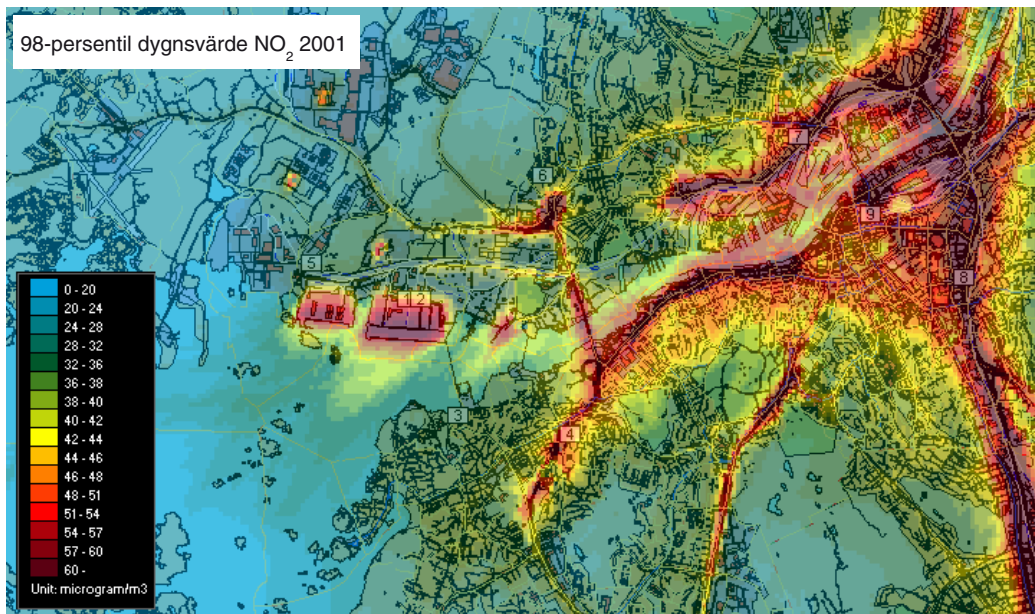 98-persentil dygnsvärde NO2 2001
6
7
9
5
1 2
8
3
4
0 - 20
20 - 24
24 - 28
28 - 32
32 - 36
36 - 38
38 - 40
40 - 42
42 - 44
44 - 46
46 - 48
48 - 51
51 - 54
54 - 57
57 - 60
60 -
Unit: microgram/m3